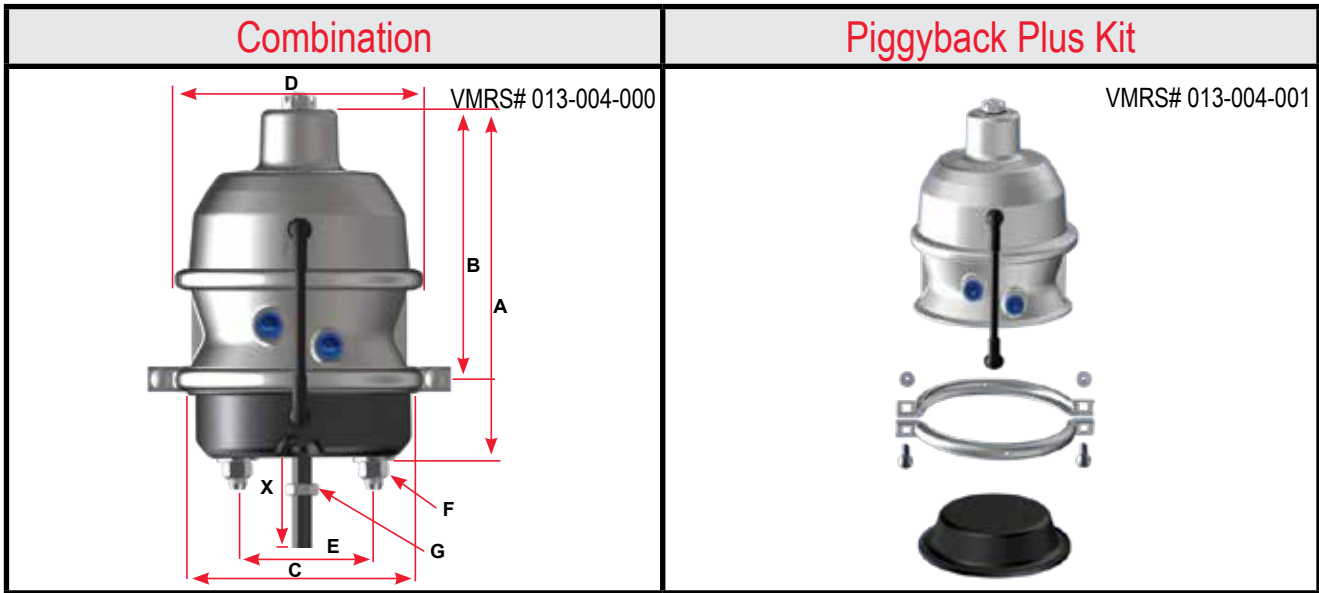 Combination
Piggyback Plus Kit
D
VMRS# 013-004-000
VMRS# 013-004-001
B
A
X
F
E
G
C